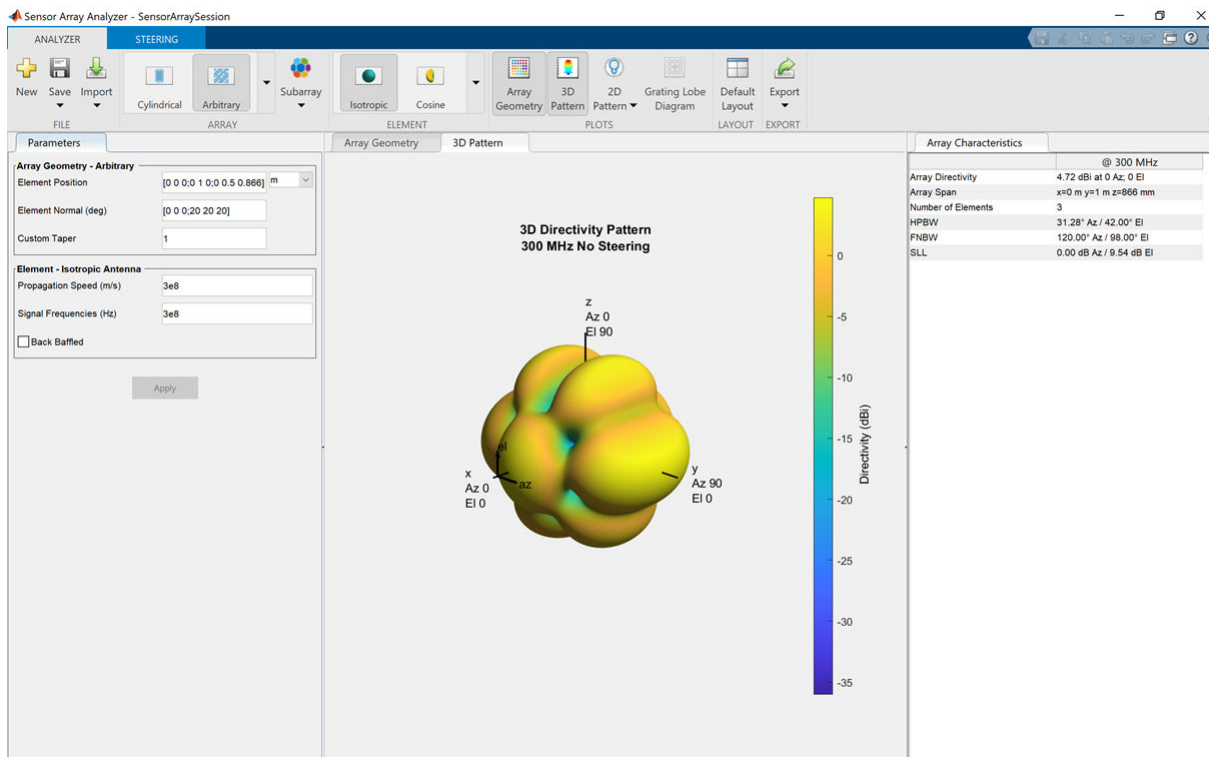 Sensor Array Analyzer - SensorArraySession
ANALYZER STEERING
New Save Import Cylindrical Arbitrary Subarray Isotropic Cosine Array Geometry 3D Pattern 2D Pattern Grating Lobe Diagram Default Layout Export
FILE ARRAY ELEMENT PLOTS LAYOUT EXPORT
Parameters
Array Geometry - Arbitrary
Element Position [0 0 0;0 1 0;0 0.5 0.866] m
Element Normal (deg) [0 0 0;20 20 20]
Custom Taper 1
Element - Isotropic Antenna
Propagation Speed (m/s) 3e8
Signal Frequencies (Hz) 3e8
Back Baffled
Apply
Array Geometry 3D Pattern
3D Directivity Pattern
300 MHz No Steering
z
Az 0
El 90
el
az
x
Az 0
El 0
y
Az 90
El 0
0
-5
-10
-15
-20
-25
-30
-35
Directivity (dBi)
Array Characteristics
@ 300 MHz
Array Directivity 4.72 dBi at 0 Az; 0 El
Array Span x=0 m y=1 m z=866 mm
Number of Elements 3
HPBW 31.28° Az / 42.00° El
FNBW 120.00° Az / 98.00° El
SLL 0.00 dB Az / 9.54 dB El